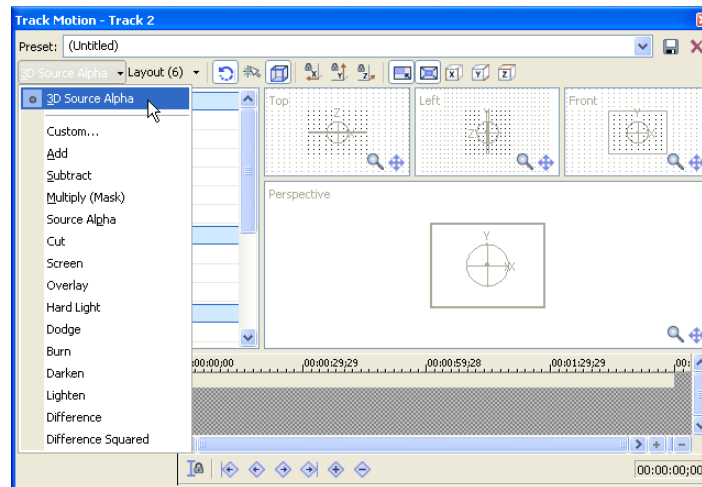 Track Motion - Track 2
Preset: (Untitled)
3D Source Alpha Layout (6)
3D Source Alpha
Custom...
Add
Subtract
Multiply (Mask)
Source Alpha
Cut
Screen
Overlay
Hard Light
Dodge
Burn
Darken
Lighten
Difference
Difference Squared
Top
Z
X
Left
Y
Z
Front
Y
X
Perspective
Y
X
:00:00;00 00:00:29;29 00:00:59;28 00:01:29;29 00:
00:00:00;00